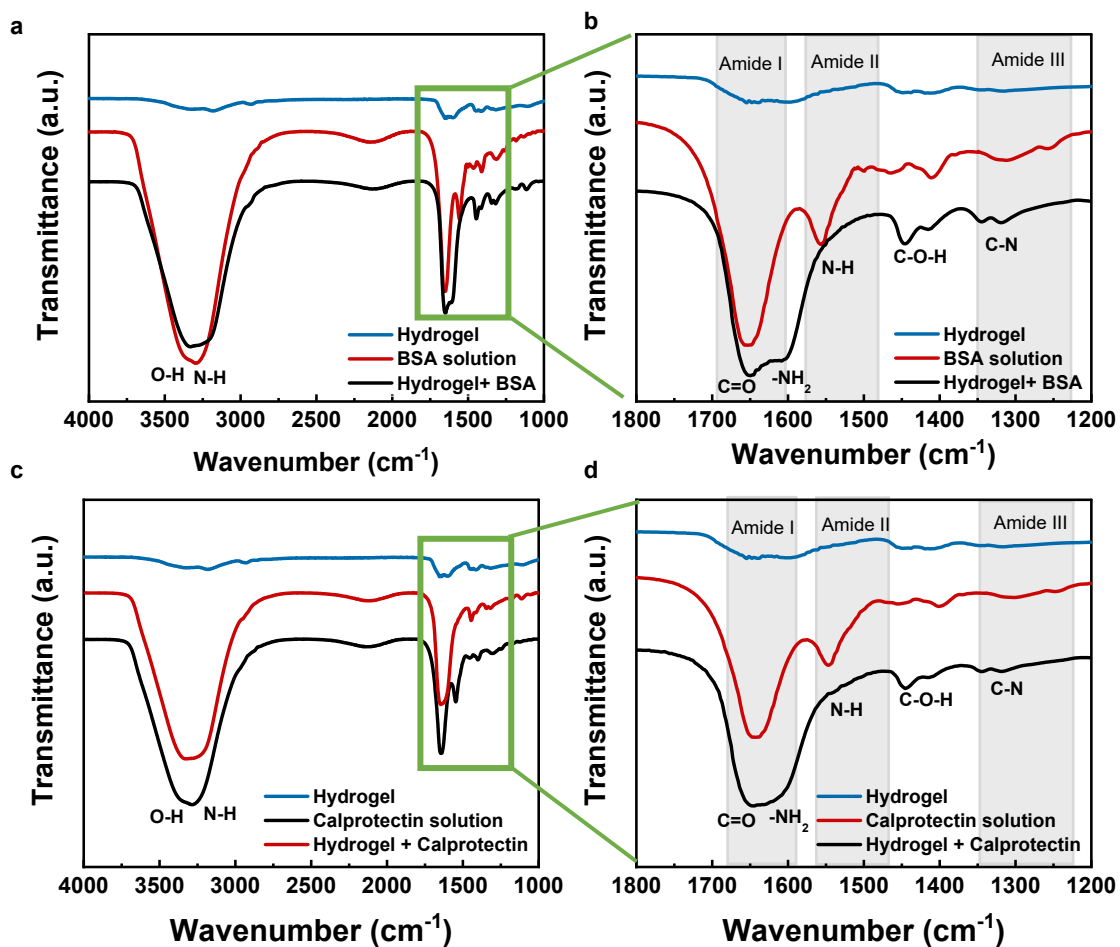 a
Transmittance (a.u.)
O-H
N-H
Hydrogel
BSA solution
Hydrogel+ BSA
4000 3500 3000 2500 2000 1500 1000
Wavenumber (cm⁻¹)
b
Transmittance (a.u.)
Amide I
Amide II
Amide III
N-H
C-O-H
C-N
C=O
-NH₂
Hydrogel
BSA solution
Hydrogel+ BSA
1800 1700 1600 1500 1400 1300 1200
Wavenumber (cm⁻¹)
c
Transmittance (a.u.)
O-H
N-H
Hydrogel
Calprotectin solution
Hydrogel + Calprotectin
4000 3500 3000 2500 2000 1500 1000
Wavenumber (cm⁻¹)
d
Transmittance (a.u.)
Amide I
Amide II
Amide III
N-H
C-O-H
C-N
C=O
-NH₂
Hydrogel
Calprotectin solution
Hydrogel + Calprotectin
1800 1700 1600 1500 1400 1300 1200
Wavenumber (cm⁻¹)